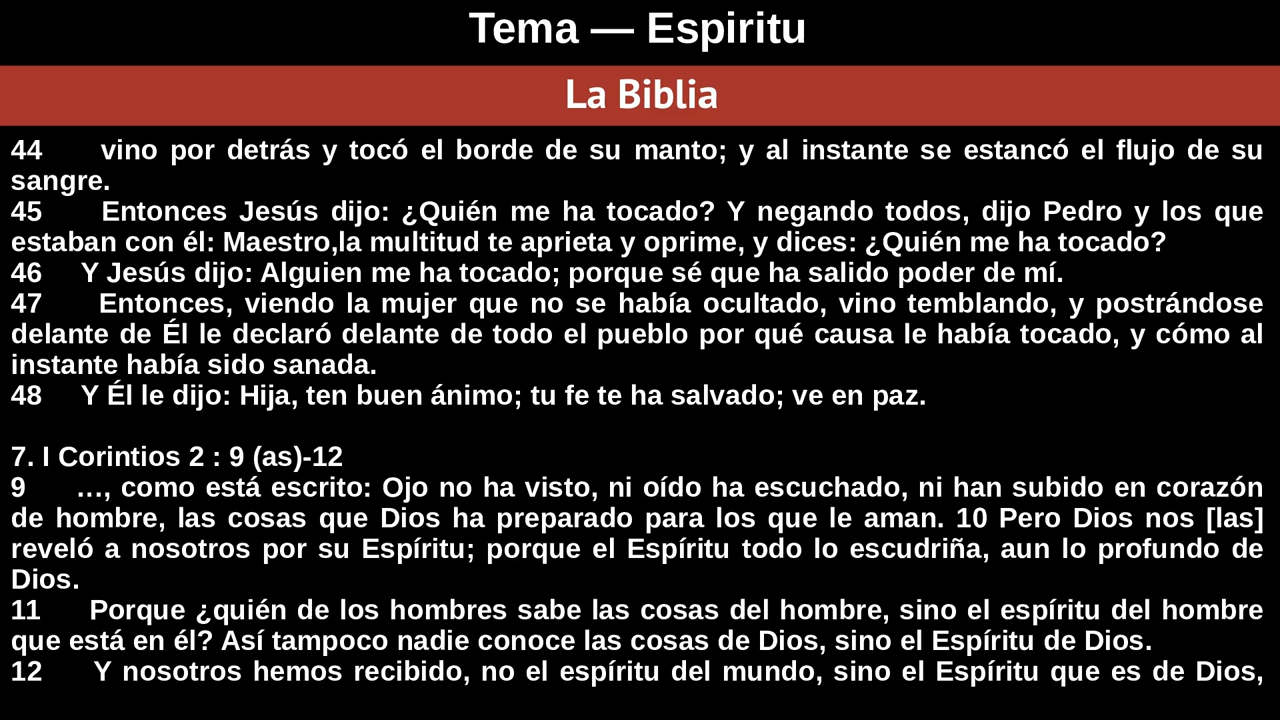 Tema — Espiritu
La Biblia
44 vino por detrás y tocó el borde de su manto; y al instante se estancó el flujo de su
sangre.
45 Entonces Jesús dijo: ¿Quién me ha tocado? Y negando todos, dijo Pedro y los que
estaban con él: Maestro,la multitud te aprieta y oprime, y dices: ¿Quién me ha tocado?
46 Y Jesús dijo: Alguien me ha tocado; porque sé que ha salido poder de mí.
47 Entonces, viendo la mujer que no se había ocultado, vino temblando, y postrándose
delante de Él le declaró delante de todo el pueblo por qué causa le había tocado, y cómo al
instante había sido sanada.
48 Y Él le dijo: Hija, ten buen ánimo; tu fe te ha salvado; ve en paz.
7. I Corintios 2 : 9 (as)-12
9 …, como está escrito: Ojo no ha visto, ni oído ha escuchado, ni han subido en corazón
de hombre, las cosas que Dios ha preparado para los que le aman. 10 Pero Dios nos [las]
reveló a nosotros por su Espíritu; porque el Espíritu todo lo escudriña, aun lo profundo de
Dios.
11 Porque ¿quién de los hombres sabe las cosas del hombre, sino el espíritu del hombre
que está en él? Así tampoco nadie conoce las cosas de Dios, sino el Espíritu de Dios.
12 Y nosotros hemos recibido, no el espíritu del mundo, sino el Espíritu que es de Dios,